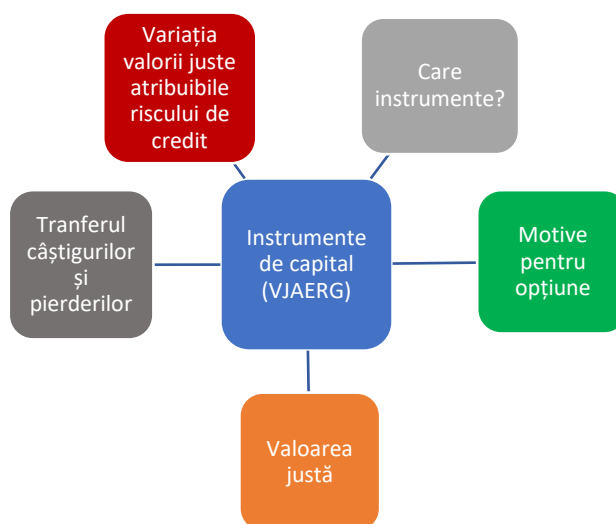 Variația
valorii juste
atribuibile
riscului de
credit
Care
instrumente?
Tranferul
câștigurilor
și
pierderilor
Instrumente
de capital
(VJAERG)
Motive
pentru
opțiune
Valoarea
justă